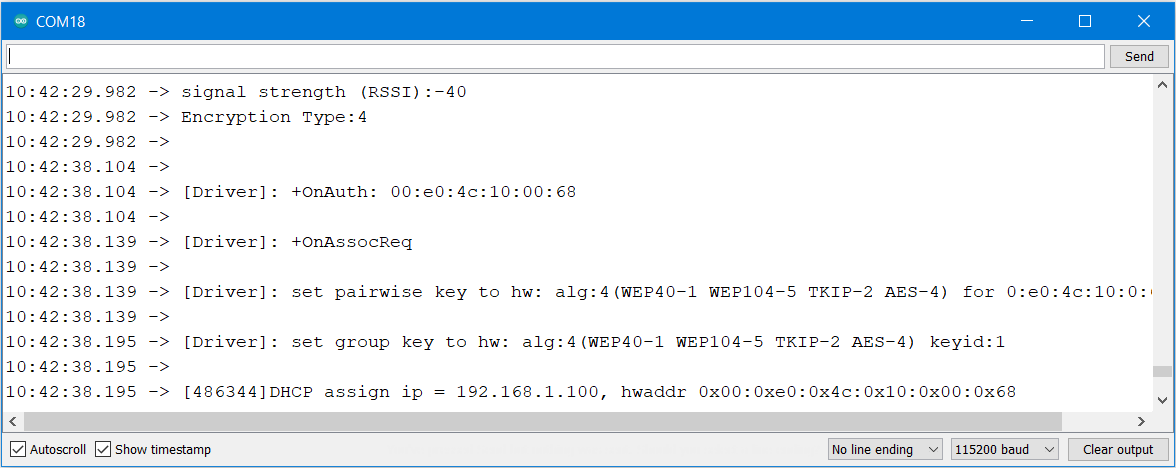 COM18
Send
10:42:29.982 -> signal strength (RSSI):-40
10:42:29.982 -> Encryption Type:4
10:42:29.982 ->
10:42:38.104 ->
10:42:38.104 -> [Driver]: +OnAuth: 00:e0:4c:10:00:68
10:42:38.104 ->
10:42:38.139 -> [Driver]: +OnAssocReq
10:42:38.139 ->
10:42:38.139 -> [Driver]: set pairwise key to hw: alg:4(WEP40-1 WEP104-5 TKIP-2 AES-4) for 0:e0:4c:10:0:
10:42:38.139 ->
10:42:38.195 -> [Driver]: set group key to hw: alg:4(WEP40-1 WEP104-5 TKIP-2 AES-4) keyid:1
10:42:38.195 ->
10:42:38.195 -> [486344]DHCP assign ip = 192.168.1.100, hwaddr 0x00:0xe0:0x4c:0x10:0x00:0x68
Autoscroll Show timestamp No line ending 115200 baud Clear output